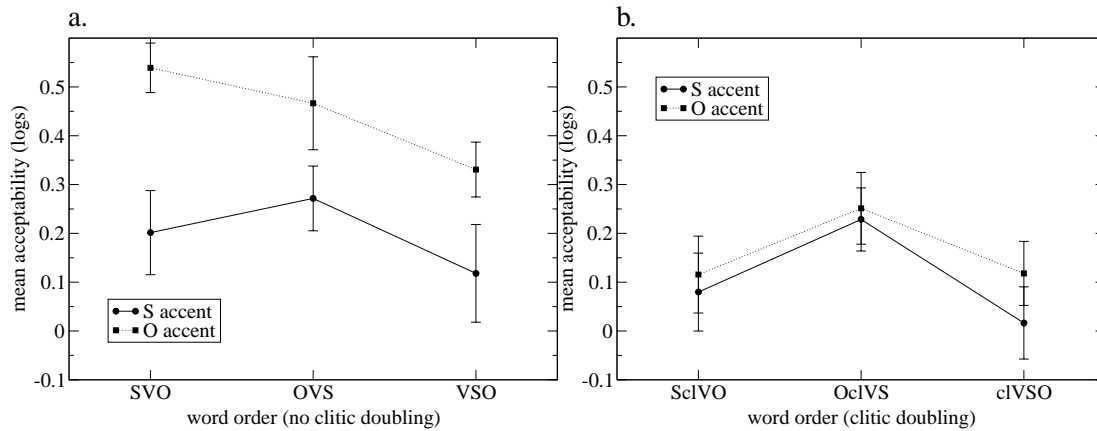 a.
mean acceptability (logs)
0.5
0.4
0.3
0.2
0.1
0
-0.1
S accent
O accent
SVO OVS VSO
word order (no clitic doubling)
b.
mean acceptability (logs)
0.5
0.4
0.3
0.2
0.1
0
-0.1
S accent
O accent
SclVO OclVS clVSO
word order (clitic doubling)